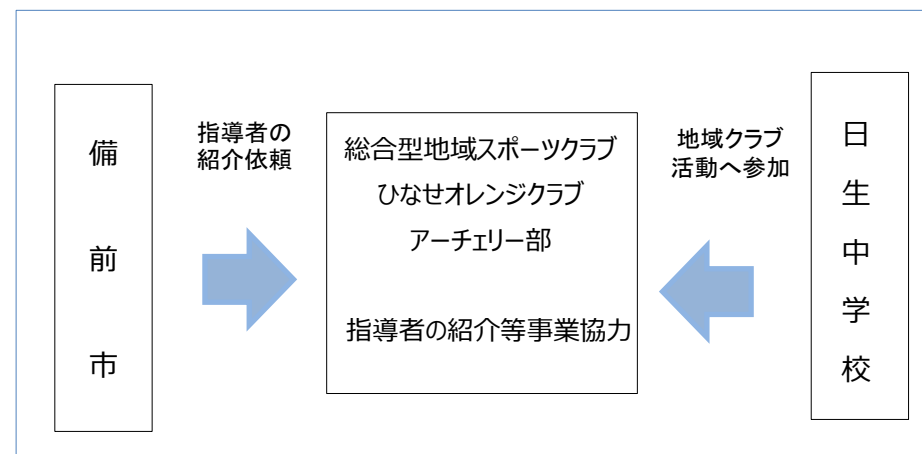 備前市
指導者の
紹介依頼
総合型地域スポーツクラブ
ひなせオレンジクラブ
アーチェリー部
指導者の紹介等事業協力
地域クラブ
活動へ参加
日生中学校